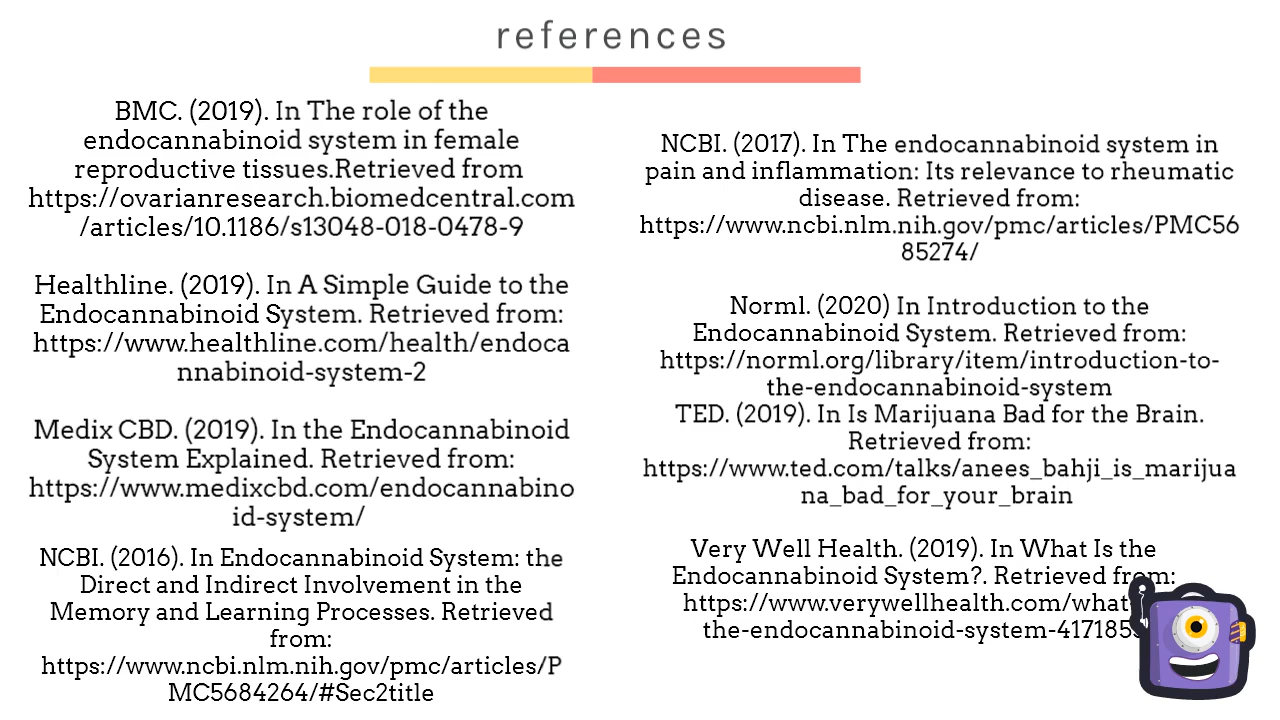 references
BMC. (2019). In The role of the
endocannabinoid system in female
reproductive tissues.Retrieved from
https://ovarianresearch.biomedcentral.com
/articles/10.1186/s13048-018-0478-9
Healthline. (2019). In A Simple Guide to the
Endocannabinoid System. Retrieved from:
https://www.healthline.com/health/endoca
nnabinoid-system-2
Medix CBD. (2019). In the Endocannabinoid
System Explained. Retrieved from:
https://www.medixcbd.com/endocannabino
id-system/
NCBI. (2016). In Endocannabinoid System: the
Direct and Indirect Involvement in the
Memory and Learning Processes. Retrieved
from:
https://www.ncbi.nlm.nih.gov/pmc/articles/P
MC5684264/#Sec2title
NCBI. (2017). In The endocannabinoid system in
pain and inflammation: Its relevance to rheumatic
disease. Retrieved from:
https://www.ncbi.nlm.nih.gov/pmc/articles/PMC56
85274/
Norml. (2020) In Introduction to the
Endocannabinoid System. Retrieved from:
https://norml.org/library/item/introduction-to-
the-endocannabinoid-system
TED. (2019). In Is Marijuana Bad for the Brain.
Retrieved from:
https://www.ted.com/talks/anees_bahji_is_marijua
na_bad_for_your_brain
Very Well Health. (2019). In What Is the
Endocannabinoid System?. Retrieved from:
https://www.verywellhealth.com/what
the-endocannabinoid-system-417185